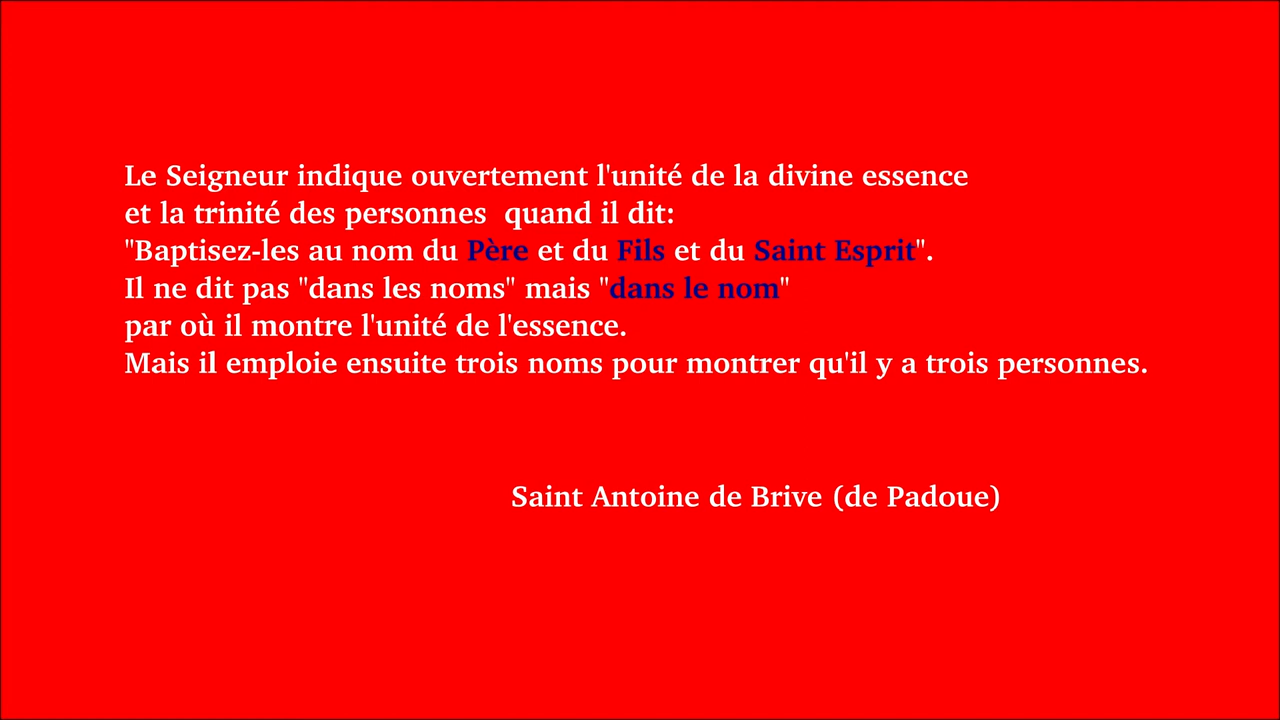 Le Seigneur indique ouvertement l'unité de la divine essence
et la trinité des personnes  quand il dit:
"Baptisez-les au nom du Père et du Fils et du Saint Esprit".
Il ne dit pas "dans les noms" mais "dans le nom"
par où il montre l'unité de l'essence.
Mais il emploie ensuite trois noms pour montrer qu'il y a trois personnes.
Saint Antoine de Brive (de Padoue)